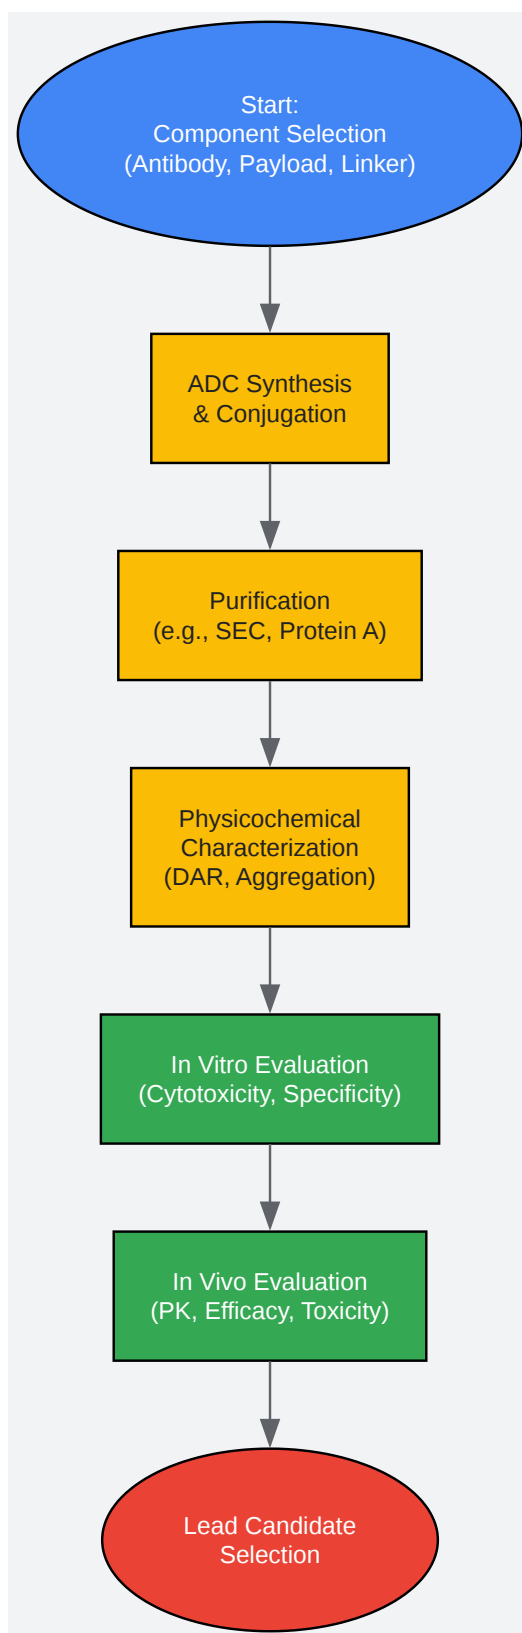 Start:
Component Selection
(Antibody, Payload, Linker)
ADC Synthesis
& Conjugation
Purification
(e.g., SEC, Protein A)
Physicochemical
Characterization
(DAR, Aggregation)
In Vitro Evaluation
(Cytotoxicity, Specificity)
In Vivo Evaluation
(PK, Efficacy, Toxicity)
Lead Candidate
Selection